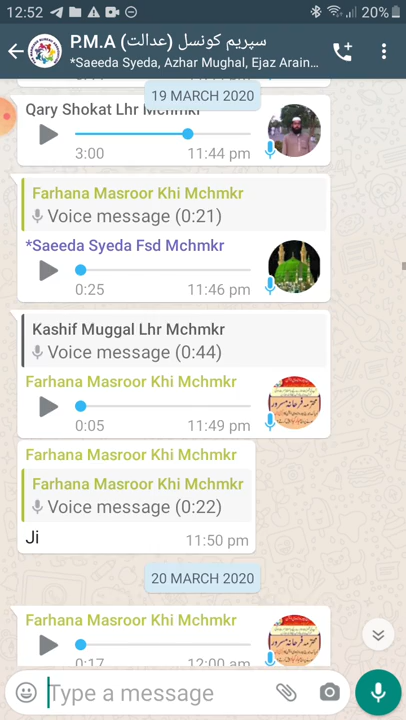 12:52
20%
P.M.A (عدالت) سپریم کونسل
*Saeeda Syeda, Azhar Mughal, Ejaz Arain...
19 MARCH 2020
Qary Shokat Lhr Mchmkr
3:00 11:44 pm
Farhana Masroor Khi Mchmkr
Voice message (0:21)
*Saeeda Syeda Fsd Mchmkr
0:25 11:46 pm
Kashif Muggal Lhr Mchmkr
Voice message (0:44)
Farhana Masroor Khi Mchmkr
0:05 11:49 pm
Farhana Masroor Khi Mchmkr
Farhana Masroor Khi Mchmkr
Voice message (0:22)
Ji 11:50 pm
20 MARCH 2020
Farhana Masroor Khi Mchmkr
0:17 12:00 am
Type a message